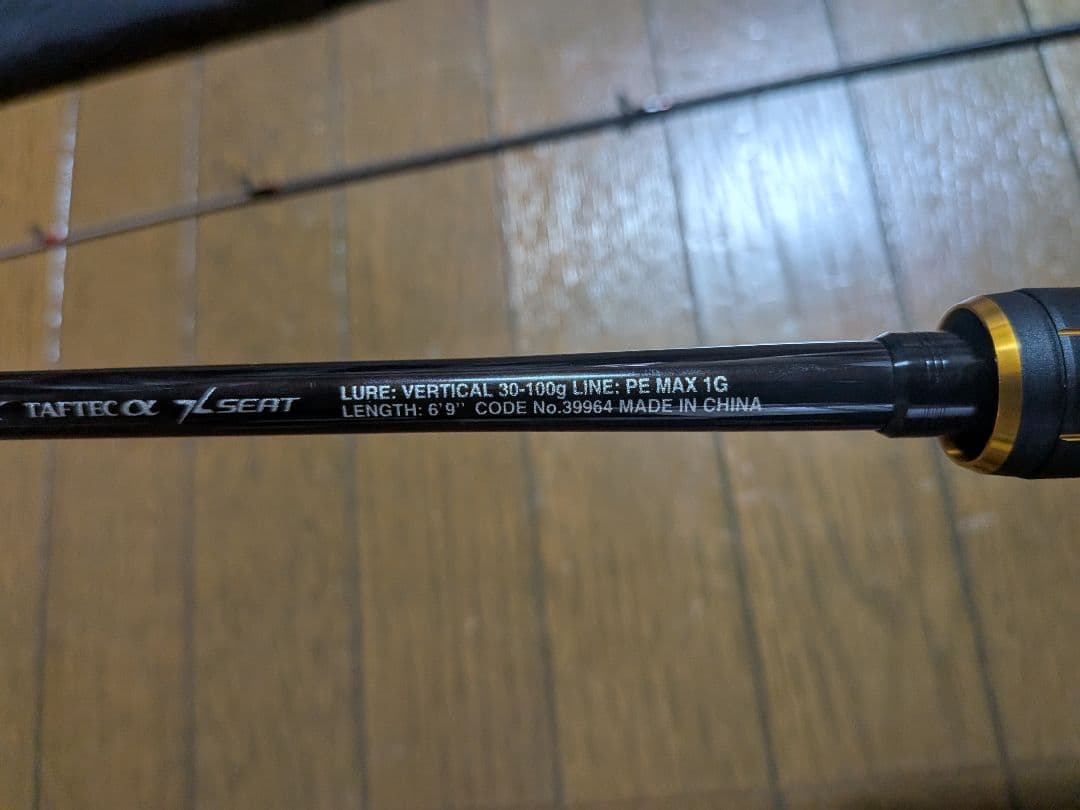 TAFTEC α X SEAT
LURE: VERTICAL 30-100g LINE: PE MAX 1G
LENGTH: 6'9" CODE No.39964 MADE IN CHINA